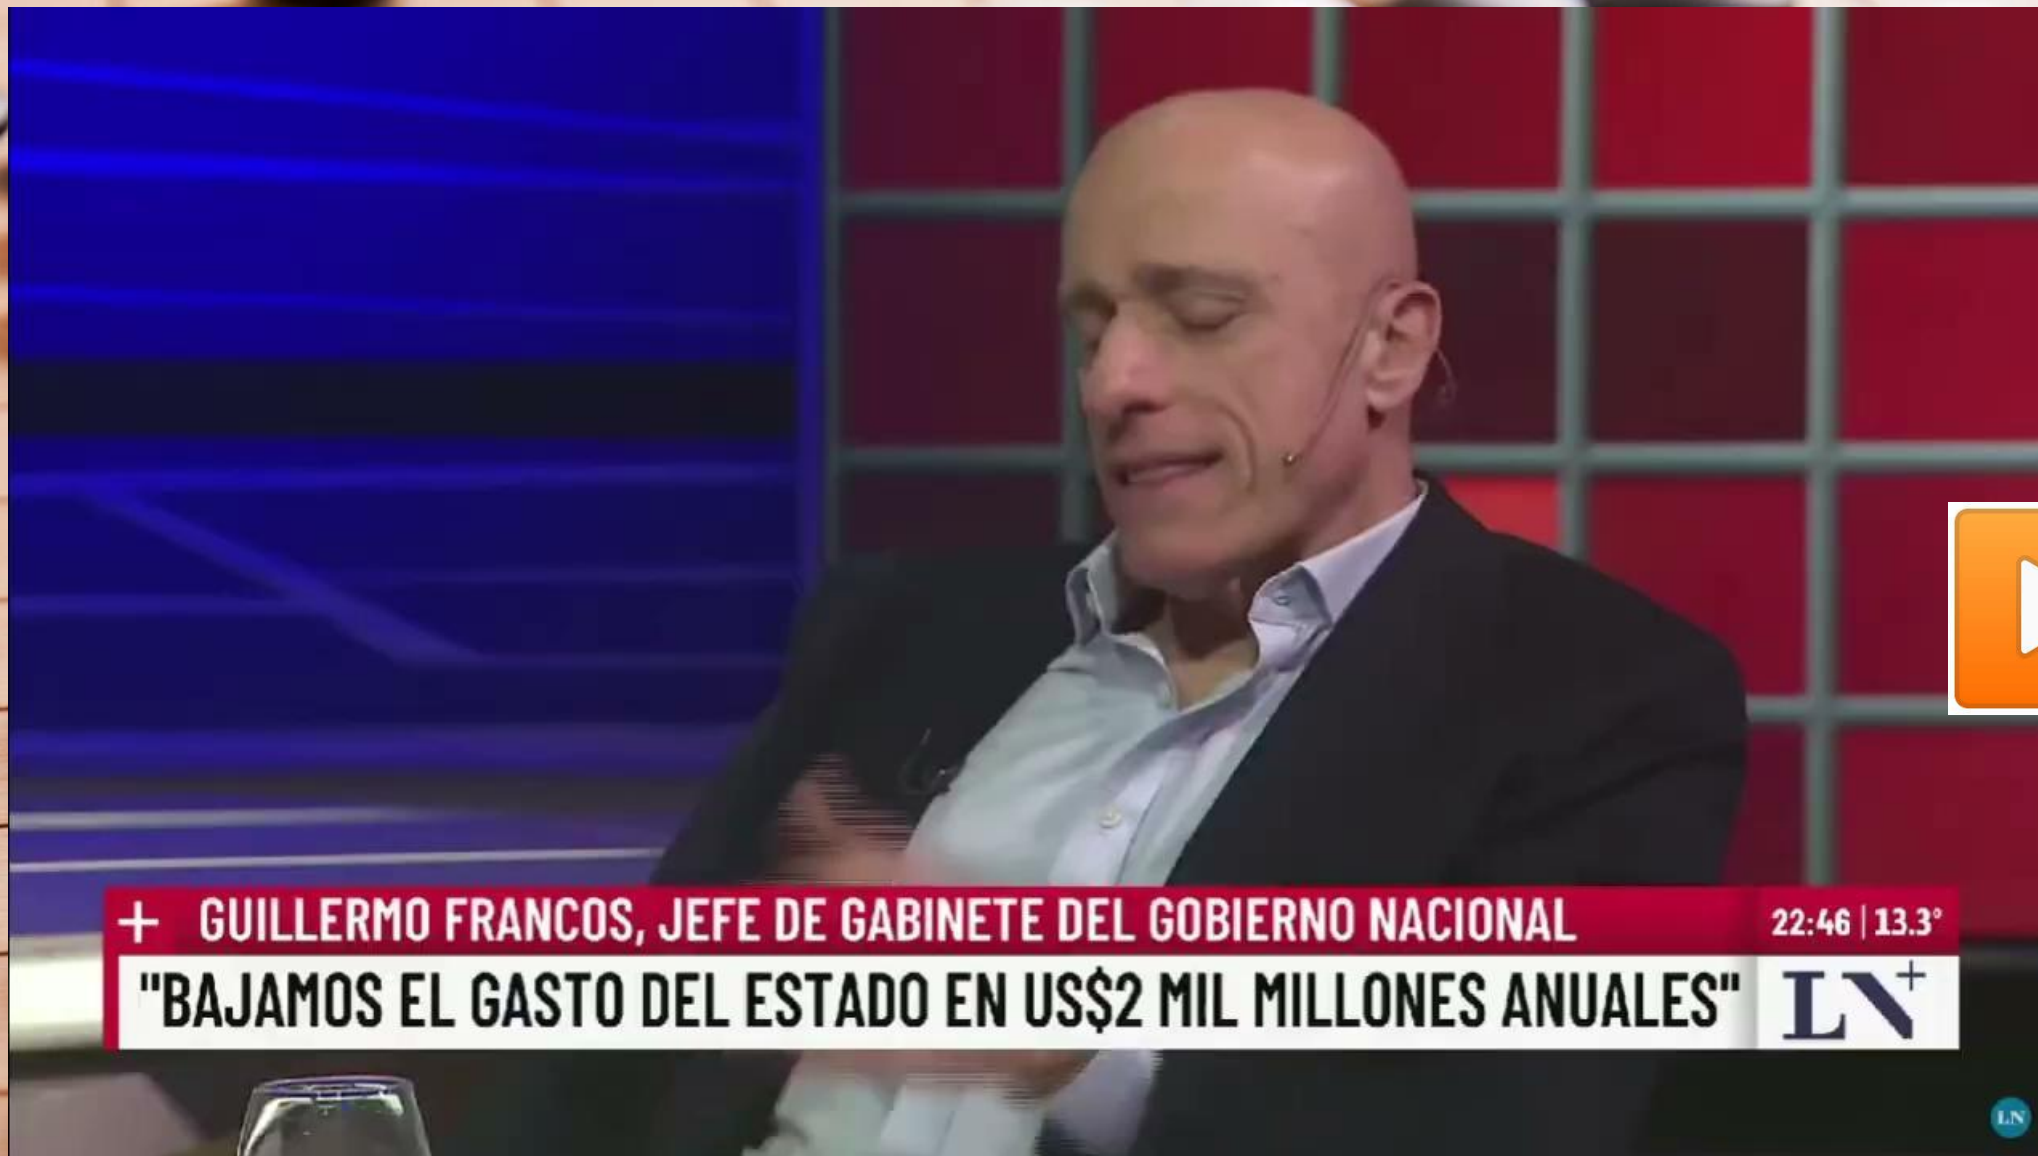 + GUILLERMO FRANCOS, JEFE DE GABINETE DEL GOBIERNO NACIONAL 22:46 | 13.3°
"BAJAMOS EL GASTO DEL ESTADO EN US$2 MIL MILLONES ANUALES" LN+
LN